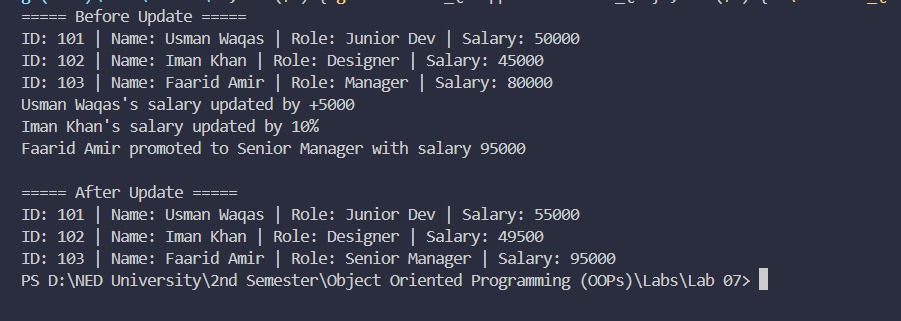 ===== Before Update =====
ID: 101 | Name: Usman Waqas | Role: Junior Dev | Salary: 50000
ID: 102 | Name: Iman Khan | Role: Designer | Salary: 45000
ID: 103 | Name: Faarid Amir | Role: Manager | Salary: 80000
Usman Waqas's salary updated by +5000
Iman Khan's salary updated by 10%
Faarid Amir promoted to Senior Manager with salary 95000
===== After Update =====
ID: 101 | Name: Usman Waqas | Role: Junior Dev | Salary: 55000
ID: 102 | Name: Iman Khan | Role: Designer | Salary: 49500
ID: 103 | Name: Faarid Amir | Role: Senior Manager | Salary: 95000
PS D:\NED University\2nd Semester\Object Oriented Programming (OOPs)\Labs\Lab 07>